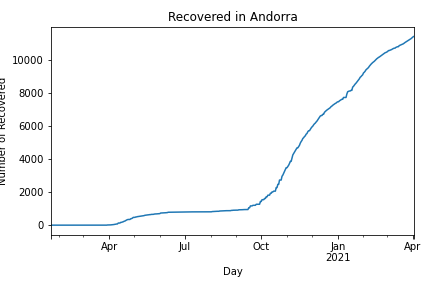 Recovered in Andorra
Number of Recovered
10000
8000
6000
4000
2000
0
Apr
Jul
Oct
Jan
2021
Apr
Day